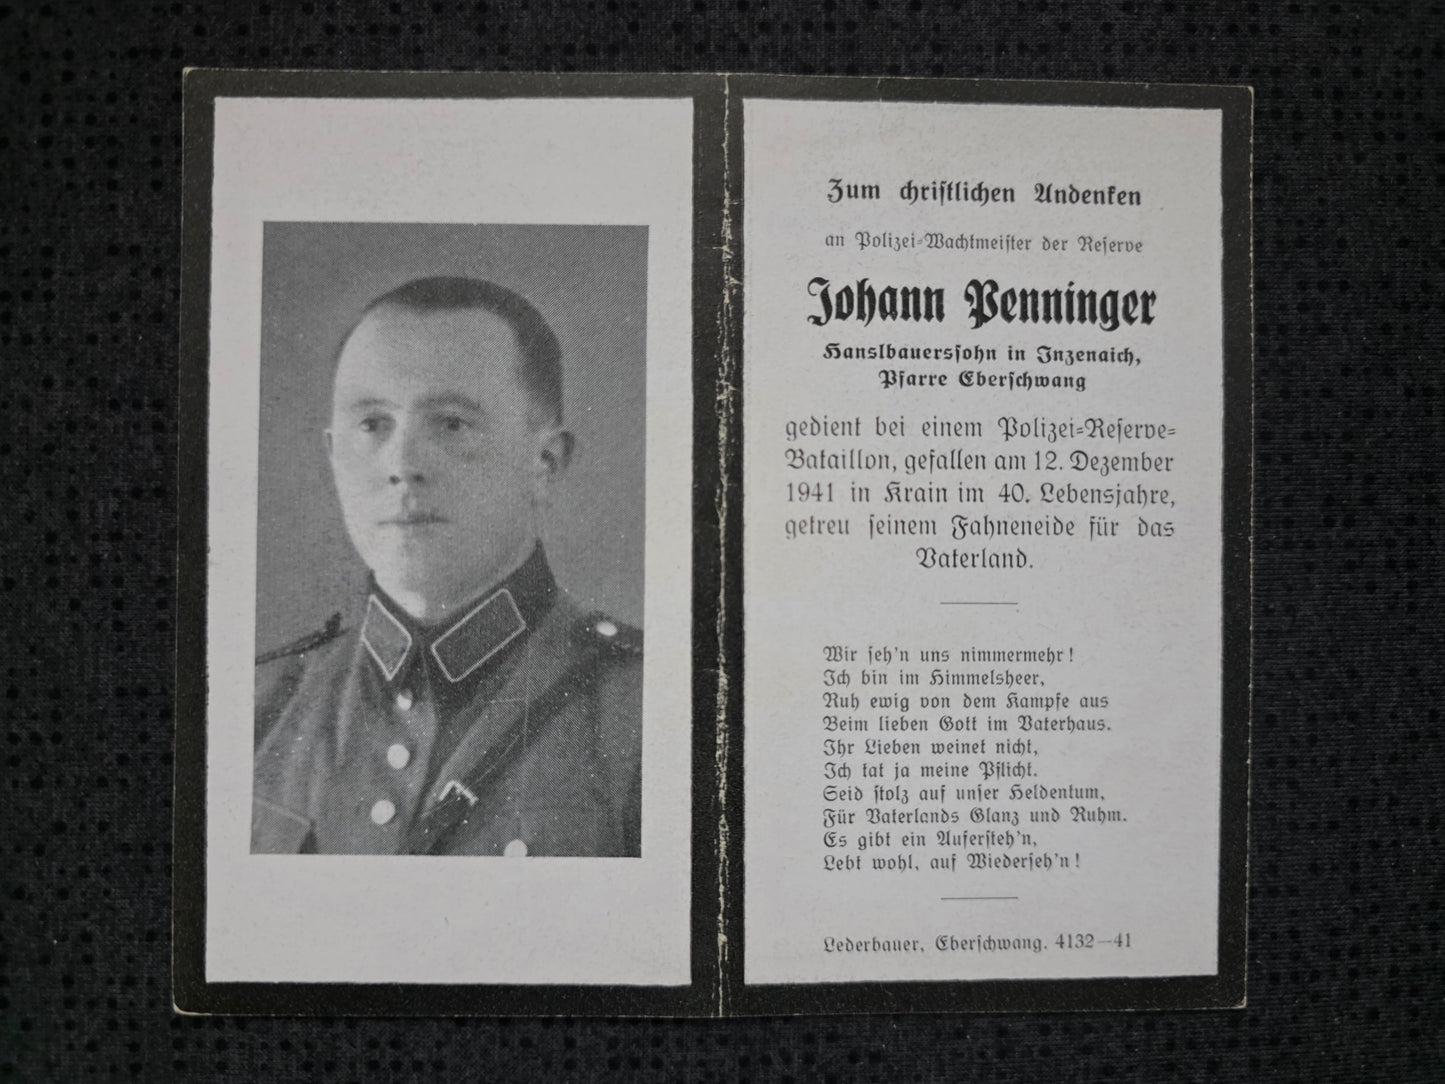 Zum christlichen Andenken
an Polizei-Wachtmeister der Reserve
Johann Penninger
Hanslbauerssohn in Inzenaich,
Pfarre Eberschwang
gedient bei einem Polizei-Reserve-
Bataillon, gefallen am 12. Dezember
1941 in Krain im 40. Lebensjahre,
getreu seinem Fahneneide für das
Vaterland.
Wir seh'n uns nimmermehr!
Ich bin im Himmelsheer,
Ruh ewig von dem Kampfe aus
Beim lieben Gott im Vaterhaus.
Ihr Lieben weinet nicht,
Ich tat ja meine Pflicht.
Seid stolz auf unser Heldentum,
Für Vaterlands Glanz und Ruhm.
Es gibt ein Aufersteh'n,
Lebt wohl, auf Wiederseh'n!
Lederbauer, Eberschwang. 4132—41